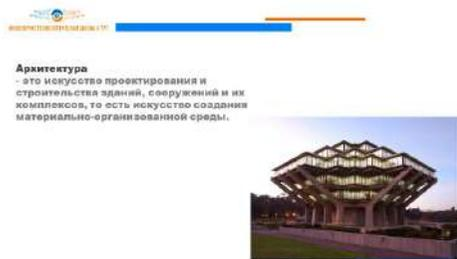 Архитектура
- это искусство проектирования и
строительства зданий, сооружений и их
комплексов, то есть искусство создания
материально-организованной среды.